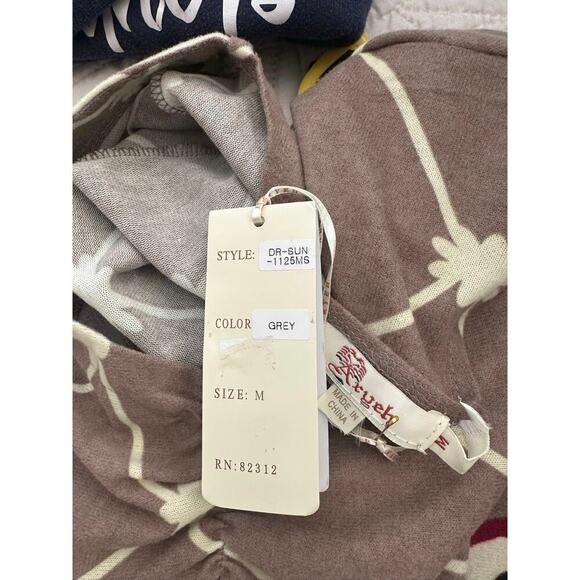 STYLE: DR-SUN
-1125MS
COLOR GREY
SIZE: M
RN:82312
MADE IN
CHINA
M